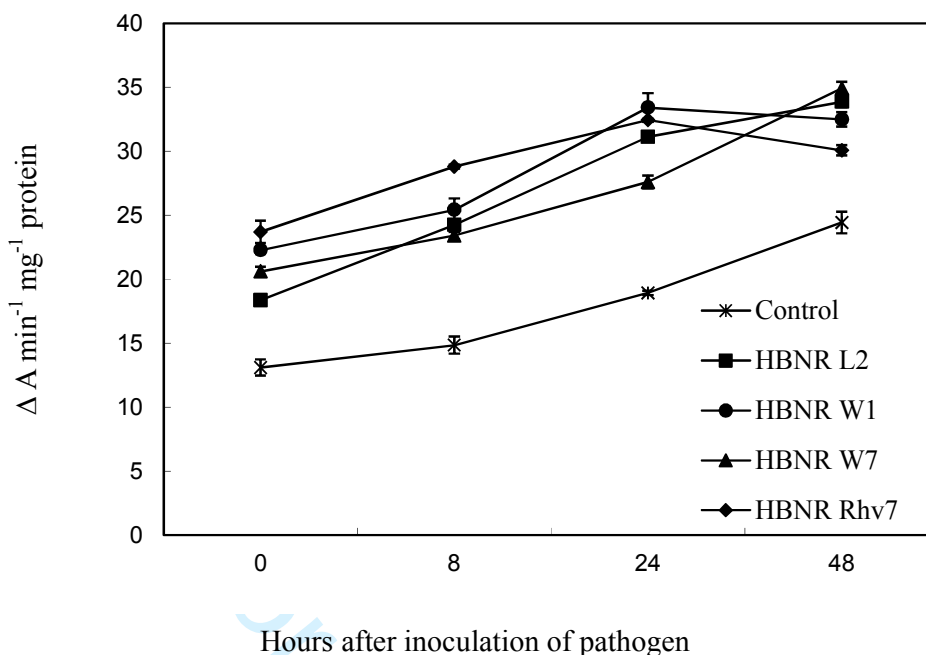 40
35
30
25
20
15
10
5
0
Δ A min⁻¹ mg⁻¹ protein
Control
HBNR L2
HBNR W1
HBNR W7
HBNR Rhv7
0 8 24 48
Hours after inoculation of pathogen